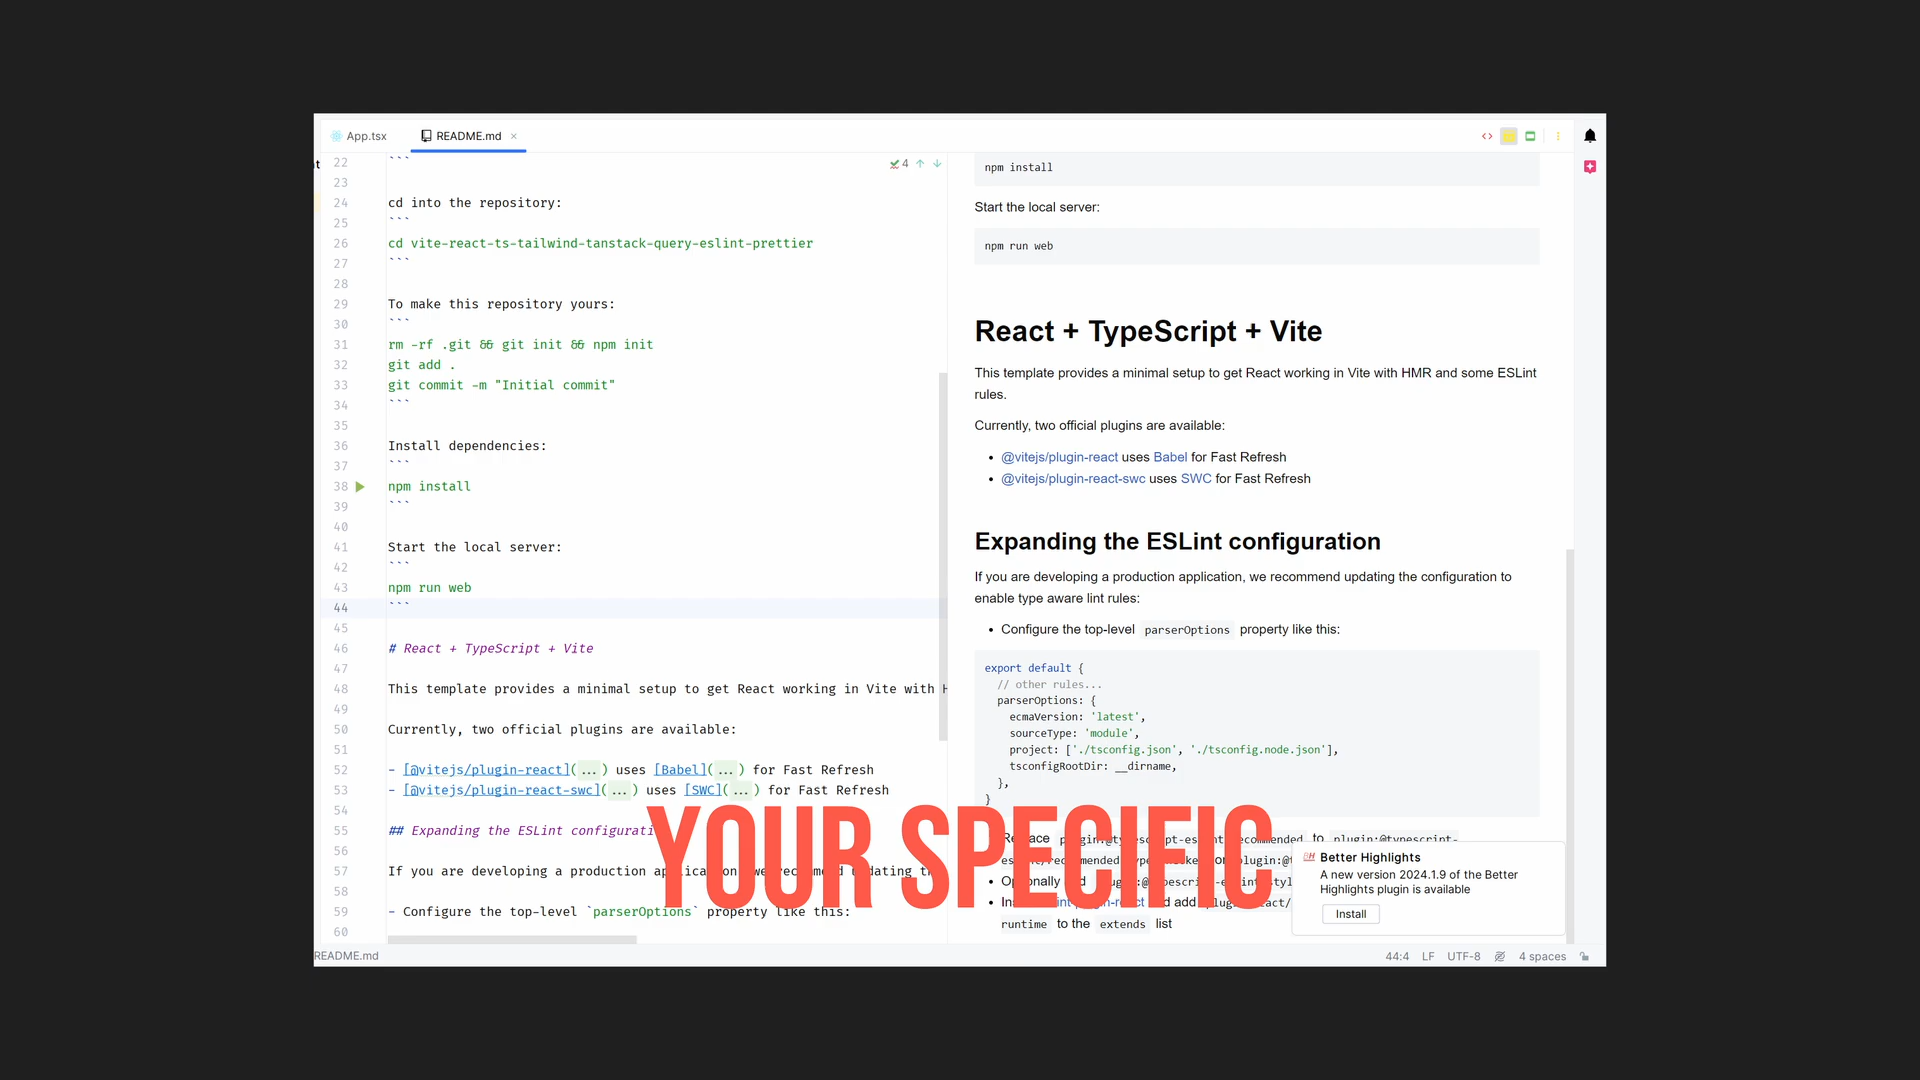 App.tsx
README.md
4
22 ```
23
24 cd into the repository:
25 ```
26 cd vite-react-ts-tailwind-tanstack-query-eslint-prettier
27 ```
28
29 To make this repository yours:
30 ```
31 rm -rf .git && git init && npm init
32 git add .
33 git commit -m "Initial commit"
34 ```
35
36 Install dependencies:
37 ```
38 npm install
39 ```
40
41 Start the local server:
42 ```
43 npm run web
44 ```
45
46 # React + TypeScript + Vite
47
48 This template provides a minimal setup to get React working in Vite with H
49
50 Currently, two official plugins are available:
51
52 - [@vitejs/plugin-react](...) uses [Babel](...) for Fast Refresh
53 - [@vitejs/plugin-react-swc](...) uses [SWC](...) for Fast Refresh
54
55 ## Expanding the ESLint
56
57 If you are developing a production
58
59 - Configure the top-level `parserOptions` property like this:
60
npm install
Start the local server:
npm run web
React + TypeScript + Vite
This template provides a minimal setup to get React working in Vite with HMR and some ESLint
rules.
Currently, two official plugins are available:
• @vitejs/plugin-react uses Babel for Fast Refresh
• @vitejs/plugin-react-swc uses SWC for Fast Refresh
Expanding the ESLint configuration
If you are developing a production application, we recommend updating the configuration to
enable type aware lint rules:
• Configure the top-level parserOptions property like this:
export default {
// other rules...
parserOptions: {
ecmaVersion: 'latest',
sourceType: 'module',
project: ['./tsconfig.json', './tsconfig.node.json'],
tsconfigRootDir: __dirname,
},
}
to plugin:@typescript-
runtime to the extends list
YOUR SPECIFIC
Better Highlights
A new version 2024.1.9 of the Better
Highlights plugin is available
Install
README.md
44:4 LF UTF-8 4 spaces